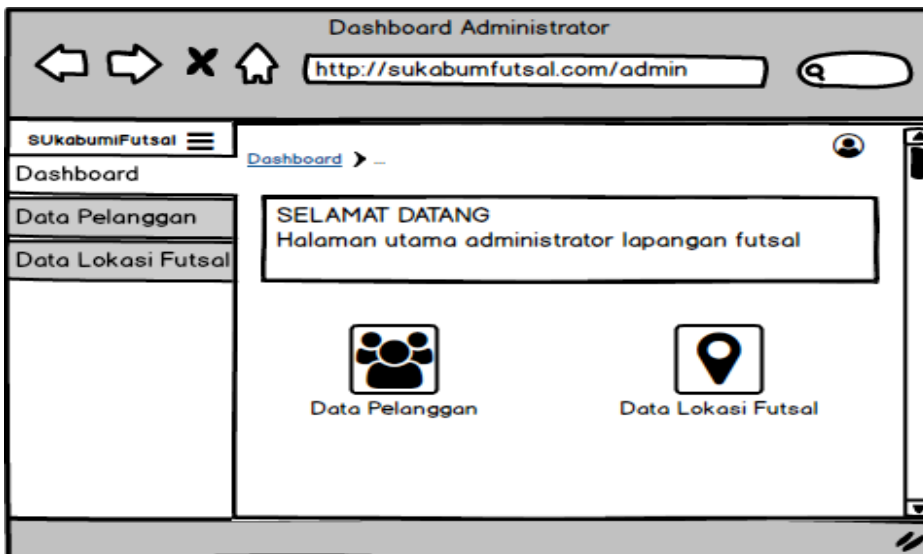 Dashboard Administrator
http://sukabumfutsal.com/admin
SUkabumiFutsal
Dashboard
Data Pelanggan
Data Lokasi Futsal
Dashboard > ...
SELAMAT DATANG
Halaman utama administrator lapangan futsal
Data Pelanggan
Data Lokasi Futsal